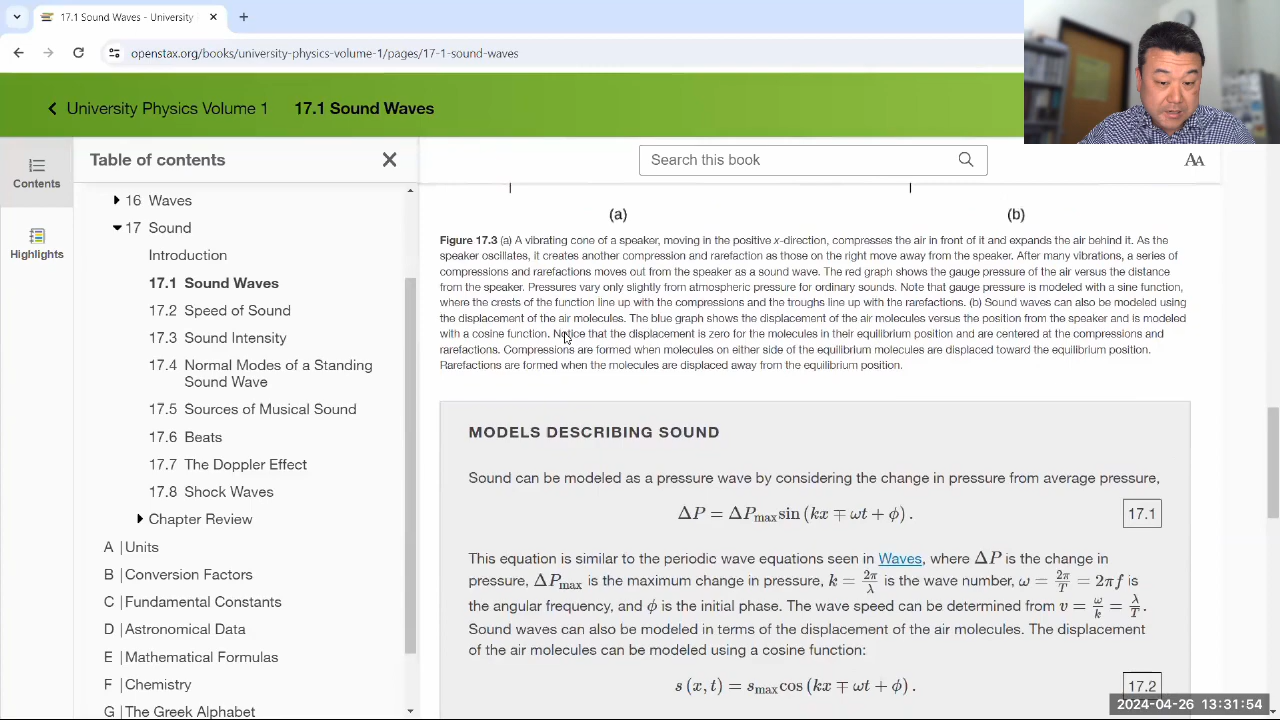 17.1 Sound Waves - University Ph
openstax.org/books/university-physics-volume-1/pages/17-1-sound-waves
University Physics Volume 1
17.1 Sound Waves
Contents
Highlights
Table of contents
16 Waves
17 Sound
Introduction
17.1 Sound Waves
17.2 Speed of Sound
17.3 Sound Intensity
17.4 Normal Modes of a Standing
Sound Wave
17.5 Sources of Musical Sound
17.6 Beats
17.7 The Doppler Effect
17.8 Shock Waves
Chapter Review
A | Units
B | Conversion Factors
C | Fundamental Constants
D | Astronomical Data
E | Mathematical Formulas
F | Chemistry
G | The Greek Alphabet
Search this book
AA
(a)
(b)
Figure 17.3 (a) A vibrating cone of a speaker, moving in the positive x-direction, compresses the air in front of it and expands the air behind it. As the
speaker oscillates, it creates another compression and rarefaction as those on the right move away from the speaker. After many vibrations, a series of
compressions and rarefactions moves out from the speaker as a sound wave. The red graph shows the gauge pressure of the air versus the distance
from the speaker. Pressures vary only slightly from atmospheric pressure for ordinary sounds. Note that gauge pressure is modeled with a sine function,
where the crests of the function line up with the compressions and the troughs line up with the rarefactions. (b) Sound waves can also be modeled using
the displacement of the air molecules. The blue graph shows the displacement of the air molecules versus the position from the speaker and is modeled
with a cosine function. Notice that the displacement is zero for the molecules in their equilibrium position and are centered at the compressions and
rarefactions. Compressions are formed when molecules on either side of the equilibrium molecules are displaced toward the equilibrium position.
Rarefactions are formed when the molecules are displaced away from the equilibrium position.
MODELS DESCRIBING SOUND
Sound can be modeled as a pressure wave by considering the change in pressure from average pressure,
ΔP = ΔPmax sin (kx ∓ ωt + ϕ) . 17.1
This equation is similar to the periodic wave equations seen in Waves, where ΔP is the change in
pressure, ΔPmax is the maximum change in pressure, k = 2π/λ is the wave number, ω = 2π/T = 2πf is
the angular frequency, and ϕ is the initial phase. The wave speed can be determined from v = ω/k = λ/T.
Sound waves can also be modeled in terms of the displacement of the air molecules. The displacement
of the air molecules can be modeled using a cosine function:
s (x, t) = smax cos (kx ∓ ωt + ϕ) . 17.2
2024-04-26 13:31:54